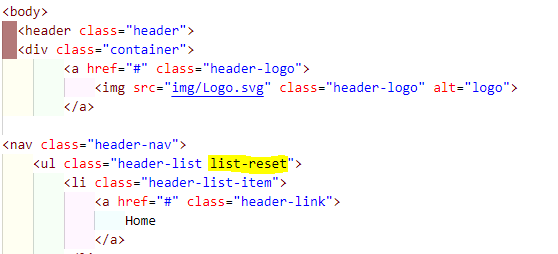 <body>
<header class="header">
<div class="container">
<a href="#" class="header-logo">
<img src="img/Logo.svg" class="header-logo" alt="logo">
</a>
<nav class="header-nav">
<ul class="header-list list-reset">
<li class="header-list-item">
<a href="#" class="header-link">
Home
</a>